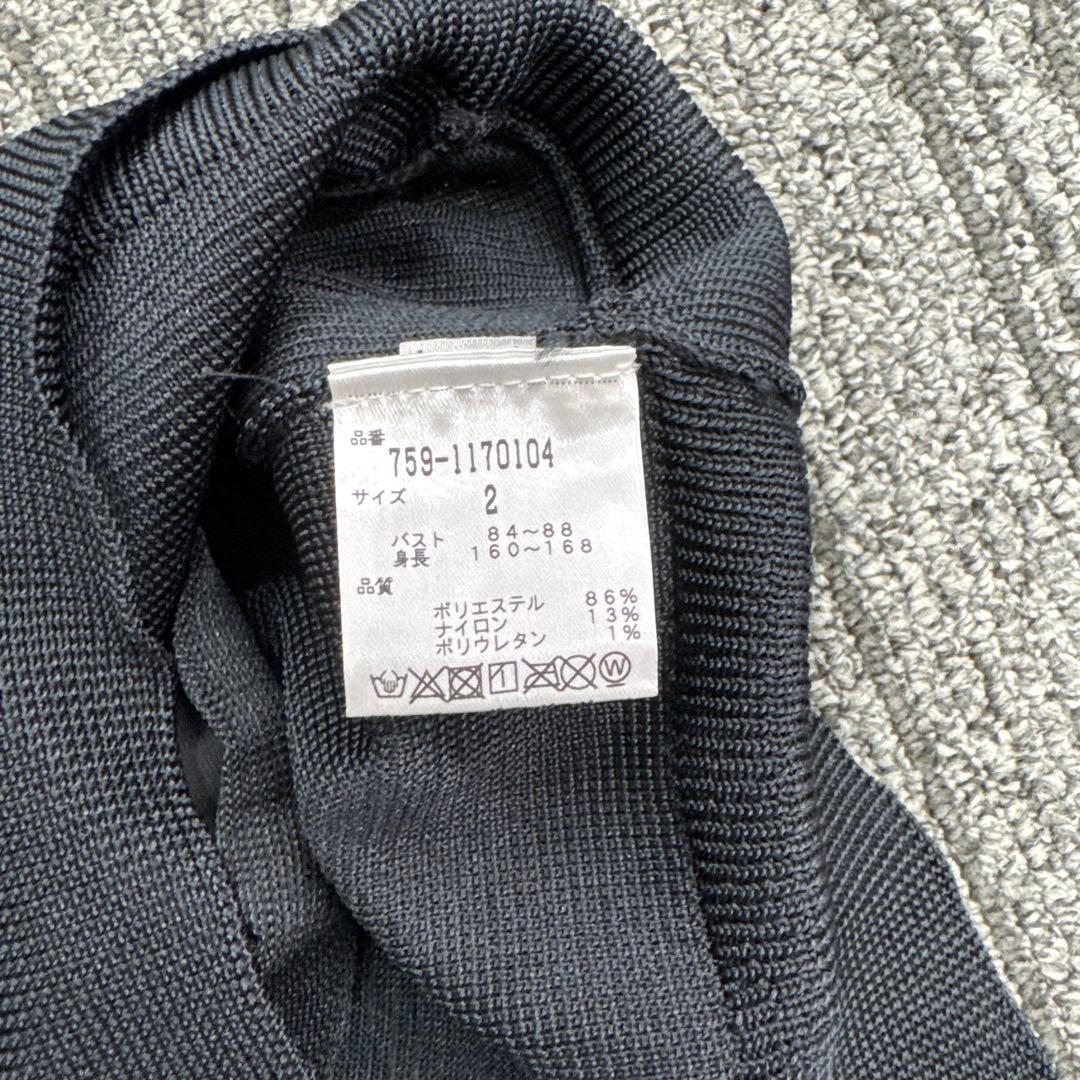 品番
759-1170104
サイズ 2
バスト 84～88
身長 160～168
品質
ポリエステル 86%
ナイロン 13%
ポリウレタン 1%
W